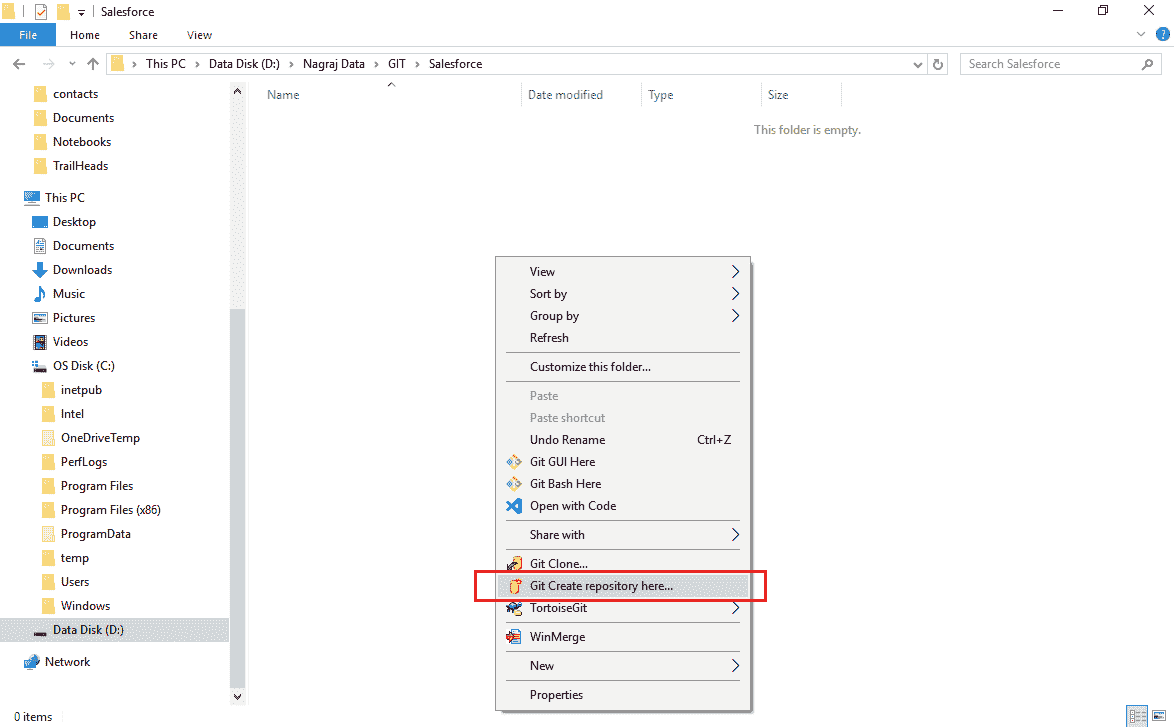 Salesforce
File Home Share View
This PC Data Disk (D:) Nagraj Data GIT Salesforce
Search Salesforce
contacts
Documents
Notebooks
TrailHeads
This PC
Desktop
Documents
Downloads
Music
Pictures
Videos
OS Disk (C:)
inetpub
Intel
OneDriveTemp
PerfLogs
Program Files
Program Files (x86)
ProgramData
temp
Users
Windows
Data Disk (D:)
Network
Name Date modified Type Size
This folder is empty.
View
Sort by
Group by
Refresh
Customize this folder...
Paste
Paste shortcut
Undo Rename Ctrl+Z
Git GUI Here
Git Bash Here
Open with Code
Share with
Git Clone...
Git Create repository here...
TortoiseGit
WinMerge
New
Properties
0 items